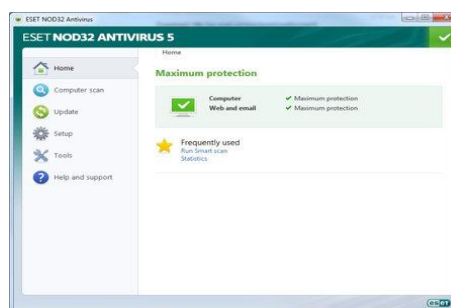 ESET NOD32 Antivirus
ESET NOD32 ANTIVIRUS 5
Home
Home
Computer scan
Update
Setup
Tools
Help and support
Maximum protection
Computer ✔ Maximum protection
Web and email ✔ Maximum protection
Frequently used
Run Smart scan
Statistics
eset